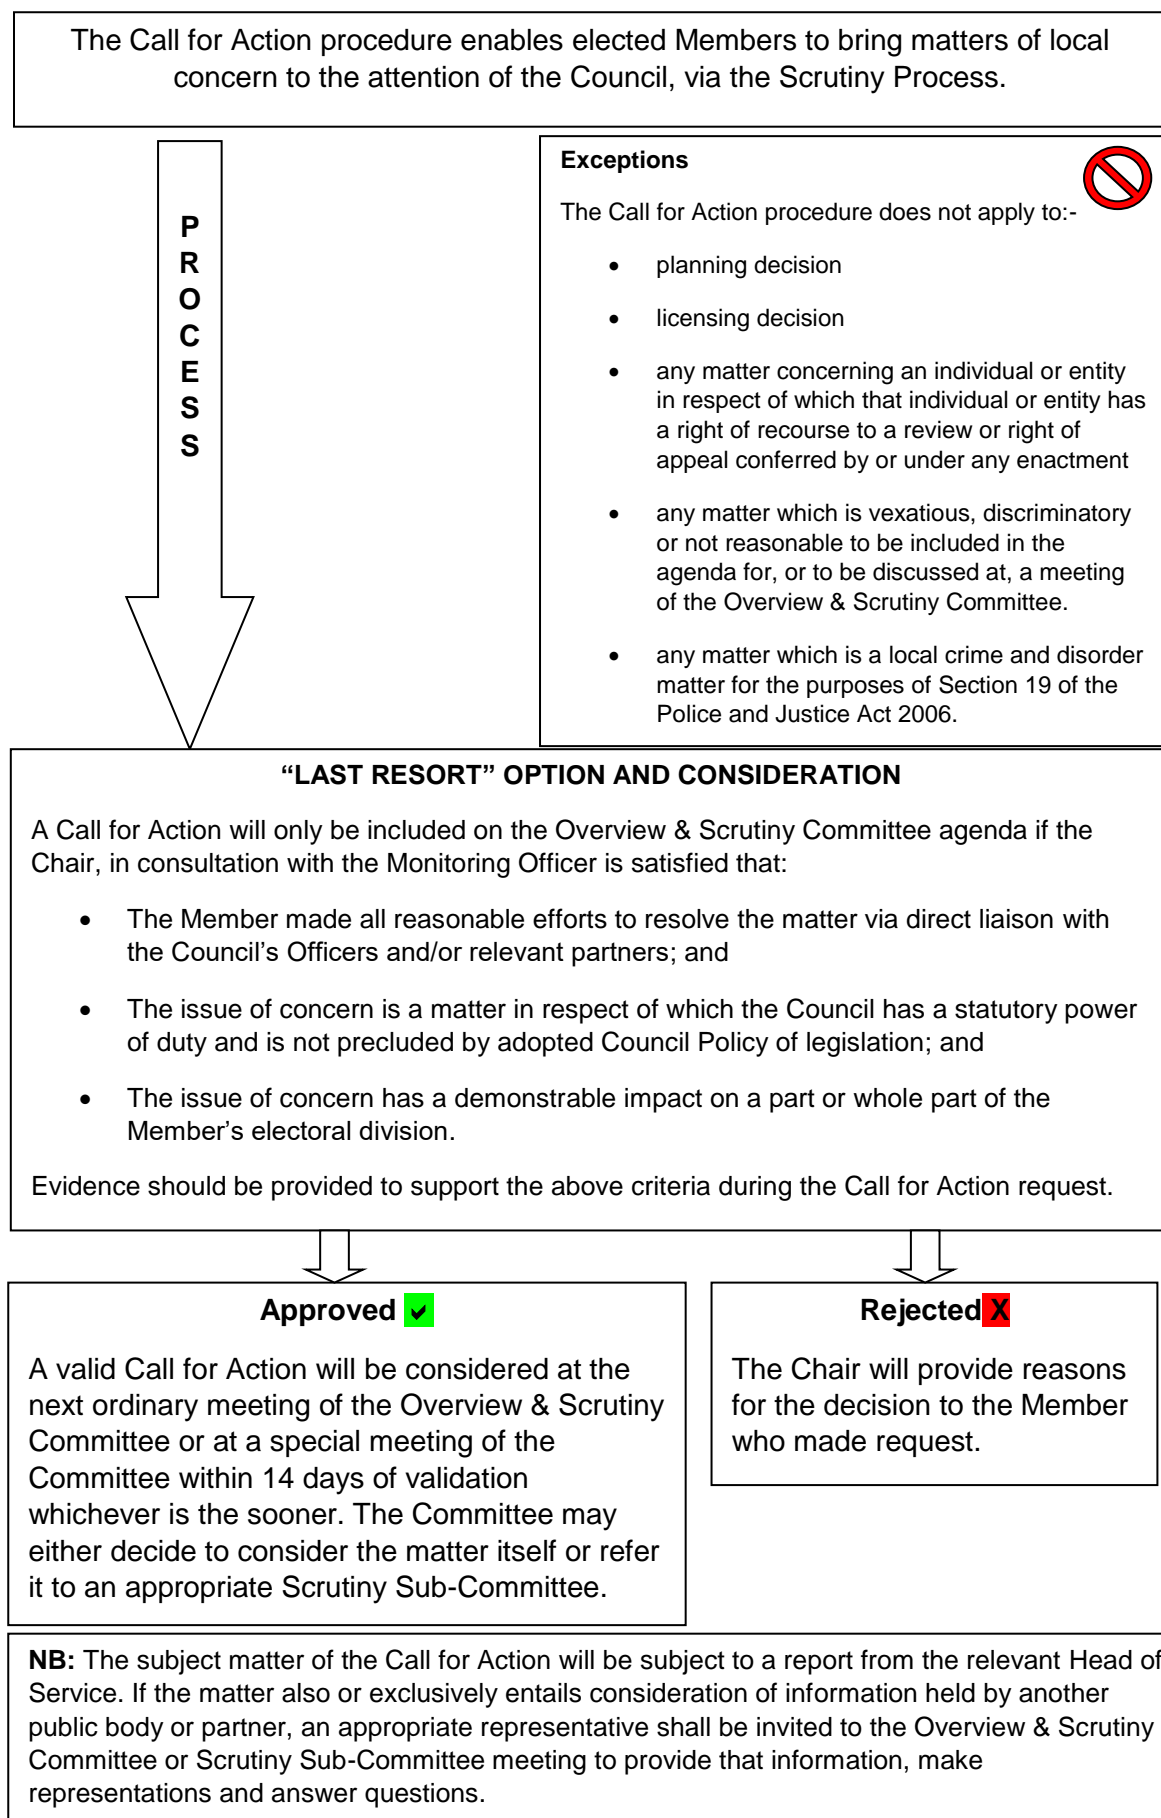 The Call for Action procedure enables elected Members to bring matters of local
concern to the attention of the Council, via the Scrutiny Process.
P
R
O
C
E
S
S
Exceptions
The Call for Action procedure does not apply to:-
• planning decision
• licensing decision
• any matter concerning an individual or entity
in respect of which that individual or entity has
a right of recourse to a review or right of
appeal conferred by or under any enactment
• any matter which is vexatious, discriminatory
or not reasonable to be included in the
agenda for, or to be discussed at, a meeting
of the Overview & Scrutiny Committee.
• any matter which is a local crime and disorder
matter for the purposes of Section 19 of the
Police and Justice Act 2006.
“LAST RESORT” OPTION AND CONSIDERATION
A Call for Action will only be included on the Overview & Scrutiny Committee agenda if the
Chair, in consultation with the Monitoring Officer is satisfied that:
• The Member made all reasonable efforts to resolve the matter via direct liaison with
the Council’s Officers and/or relevant partners; and
• The issue of concern is a matter in respect of which the Council has a statutory power
of duty and is not precluded by adopted Council Policy of legislation; and
• The issue of concern has a demonstrable impact on a part or whole part of the
Member’s electoral division.
Evidence should be provided to support the above criteria during the Call for Action request.
Approved ✔
A valid Call for Action will be considered at the
next ordinary meeting of the Overview & Scrutiny
Committee or at a special meeting of the
Committee within 14 days of validation
whichever is the sooner. The Committee may
either decide to consider the matter itself or refer
it to an appropriate Scrutiny Sub-Committee.
Rejected X
The Chair will provide reasons
for the decision to the Member
who made request.
NB: The subject matter of the Call for Action will be subject to a report from the relevant Head of
Service. If the matter also or exclusively entails consideration of information held by another
public body or partner, an appropriate representative shall be invited to the Overview & Scrutiny
Committee or Scrutiny Sub-Committee meeting to provide that information, make
representations and answer questions.